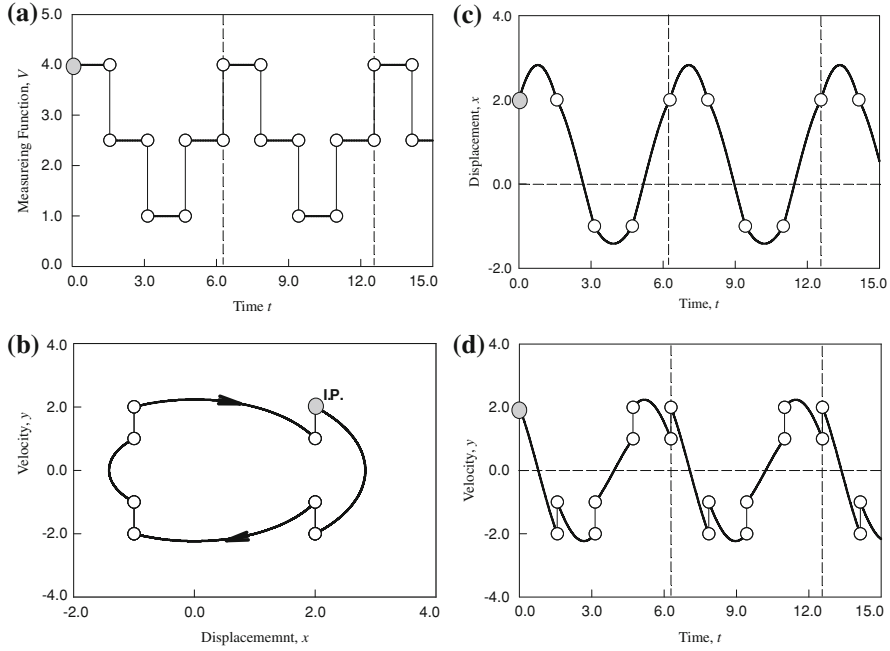 (a)
5.0
4.0
3.0
2.0
1.0
0.0
Measureing Function, V
0.0 3.0 6.0 9.0 12.0 15.0
Time t
(c)
4.0
2.0
0.0
-2.0
Displacement, x
0.0 3.0 6.0 9.0 12.0 15.0
Time, t
(b)
4.0
2.0
0.0
-2.0
-4.0
Velocity, y
I.P.
-2.0 0.0 2.0 4.0
Displacememnt, x
(d)
4.0
2.0
0.0
-2.0
-4.0
Velocity, y
0.0 3.0 6.0 9.0 12.0 15.0
Time, t